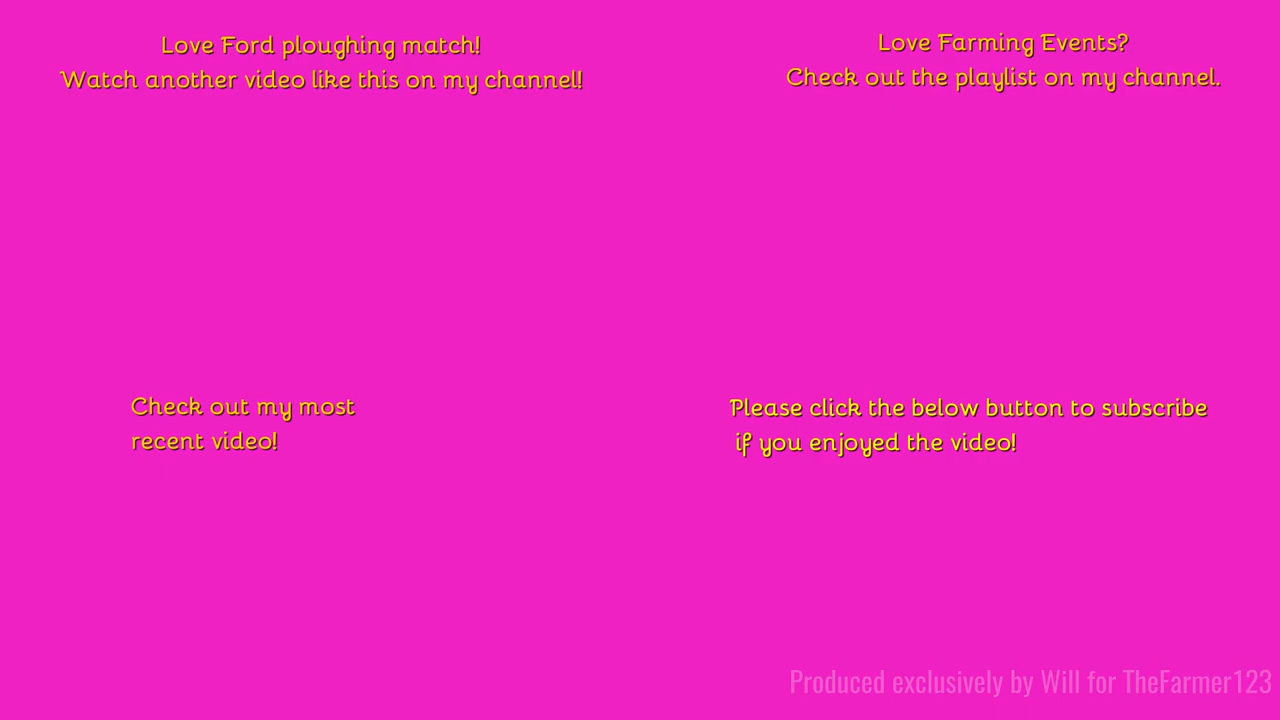 Love Ford ploughing match!
Watch another video like this on my channel!
Love Farming Events?
Check out the playlist on my channel.
Check out my most
recent video!
Please click the below button to subscribe
if you enjoyed the video!
Produced exclusively by Will for TheFarmer123